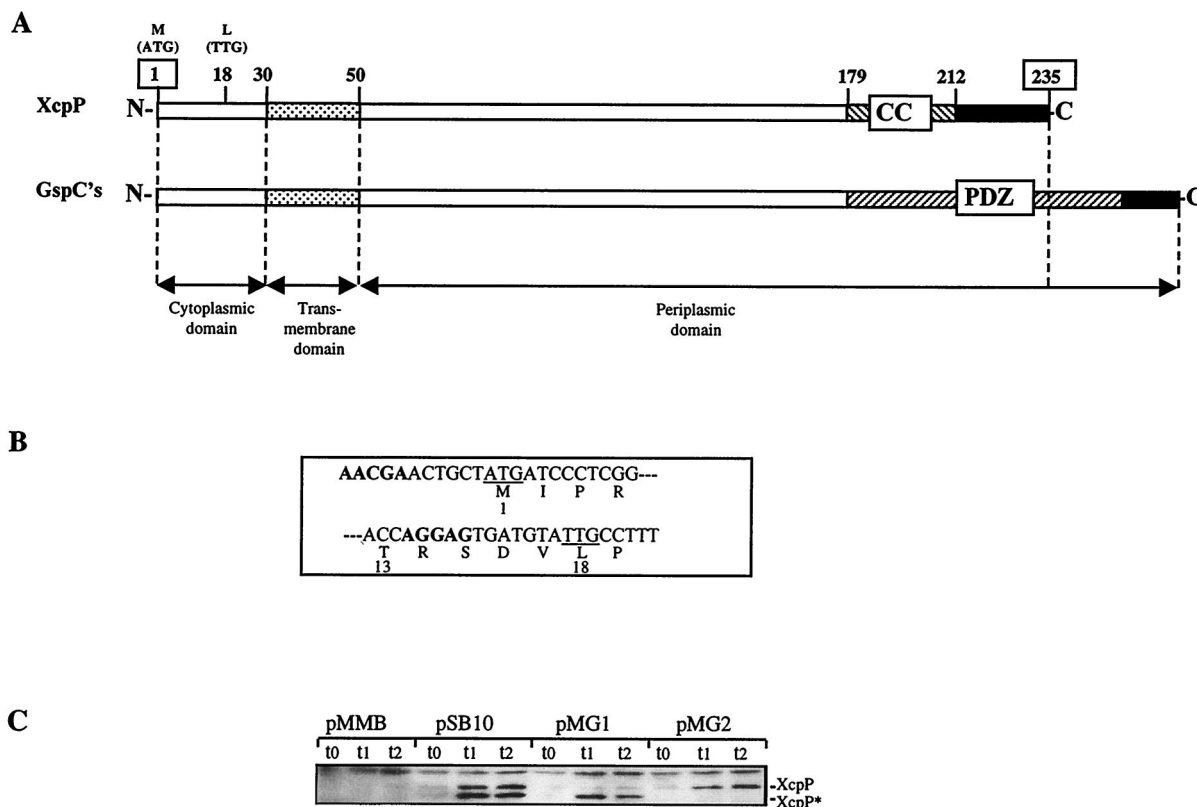 A
M L
(ATG) (TTG)
1 18 30 50 179 212 235
XcpP N- CC -C
GspC's N- PDZ -C
Cytoplasmic domain
Trans-membrane domain
Periplasmic domain
B
AACGAACTGCTATGATCCCTCGG---
M I P R
1
---ACCAGGAGTGATGTATTGCCTTT
T R S D V L P
13 18
C
pMMB pSB10 pMG1 pMG2
t0 t1 t2 t0 t1 t2 t0 t1 t2 t0 t1 t2
-XcpP
-XcpP*